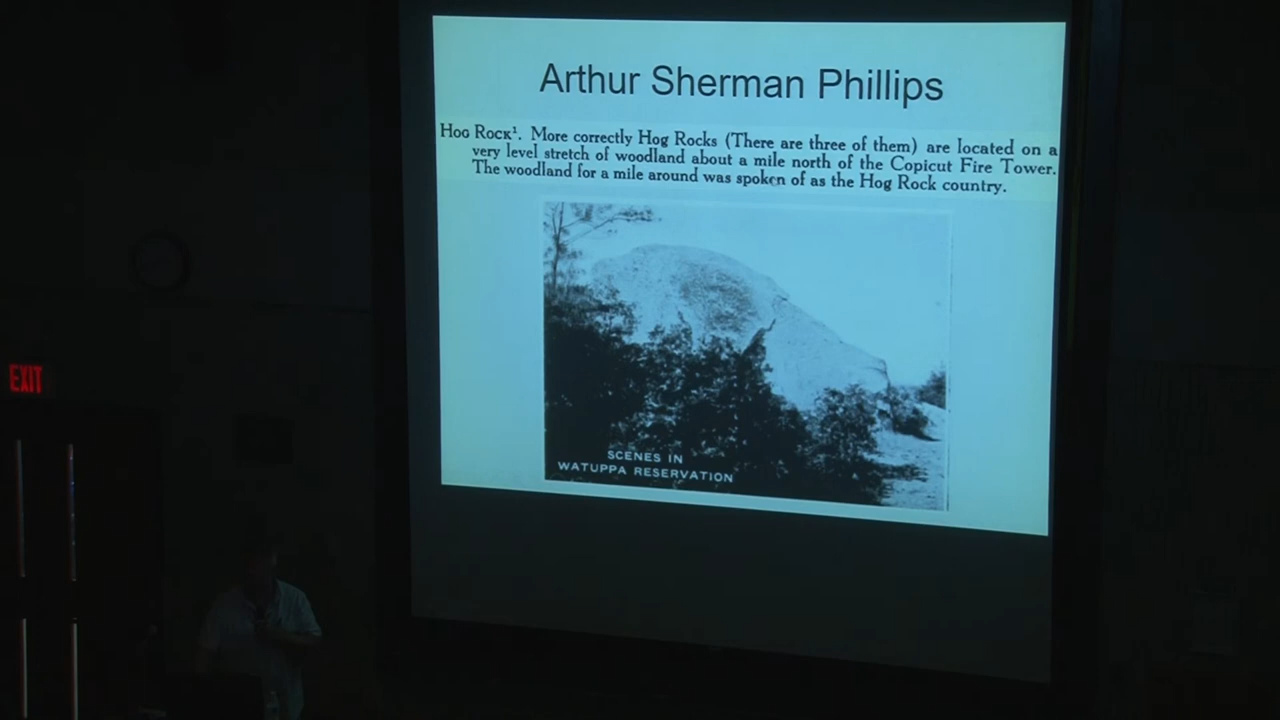 Arthur Sherman Phillips
HOG ROCK¹. More correctly Hog Rocks (There are three of them) are located on a
very level stretch of woodland about a mile north of the Copicut Fire Tower.
The woodland for a mile around was spoken of as the Hog Rock country.
EXIT
SCENES IN
WATUPPA RESERVATION